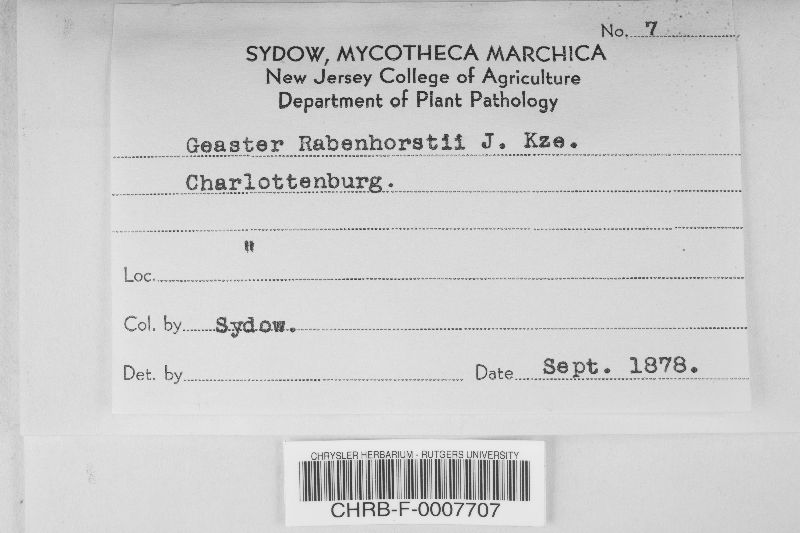 No. 7
SYDOW, MYCOTHECA MARCHICA
New Jersey College of Agriculture
Department of Plant Pathology
Geaster Rabenhorstii J. Kze.
Charlottenburg.
"
Loc.
Col. by Sydow.
Det. by Date Sept. 1878.
CHRYSLER HERBARIUM - RUTGERS UNIVERSITY
CHRB-F-0007707